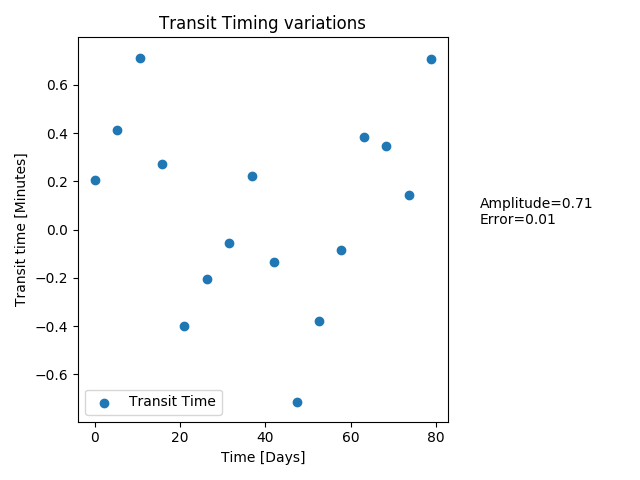 Transit Timing variations
Transit time [Minutes]
0.6
0.4
0.2
0.0
−0.2
−0.4
−0.6
Transit Time
0 20 40 60 80
Time [Days]
Amplitude=0.71
Error=0.01